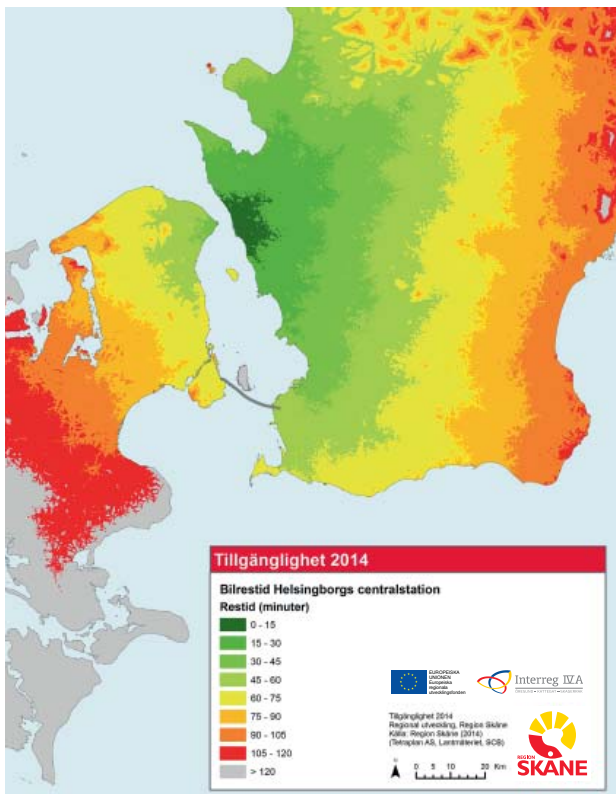 Tillgänglighet 2014
Bilrestid Helsingborgs centralstation
Restid (minuter)
0 - 15
15 - 30
30 - 45
45 - 60
60 - 75
75 - 90
90 - 105
105 - 120
> 120
EUROPEISKA
UNIONEN
Europeiska
regionala
utvecklingsfonden
Interreg IVA
Tillgänglighet 2014
Regional utveckling, Region Skåne
Källa: Region Skåne (2014)
(Tetraplan AS, Lantmäteriet, SCB)
0 5 10 20 Km
REGION
SKÅNE